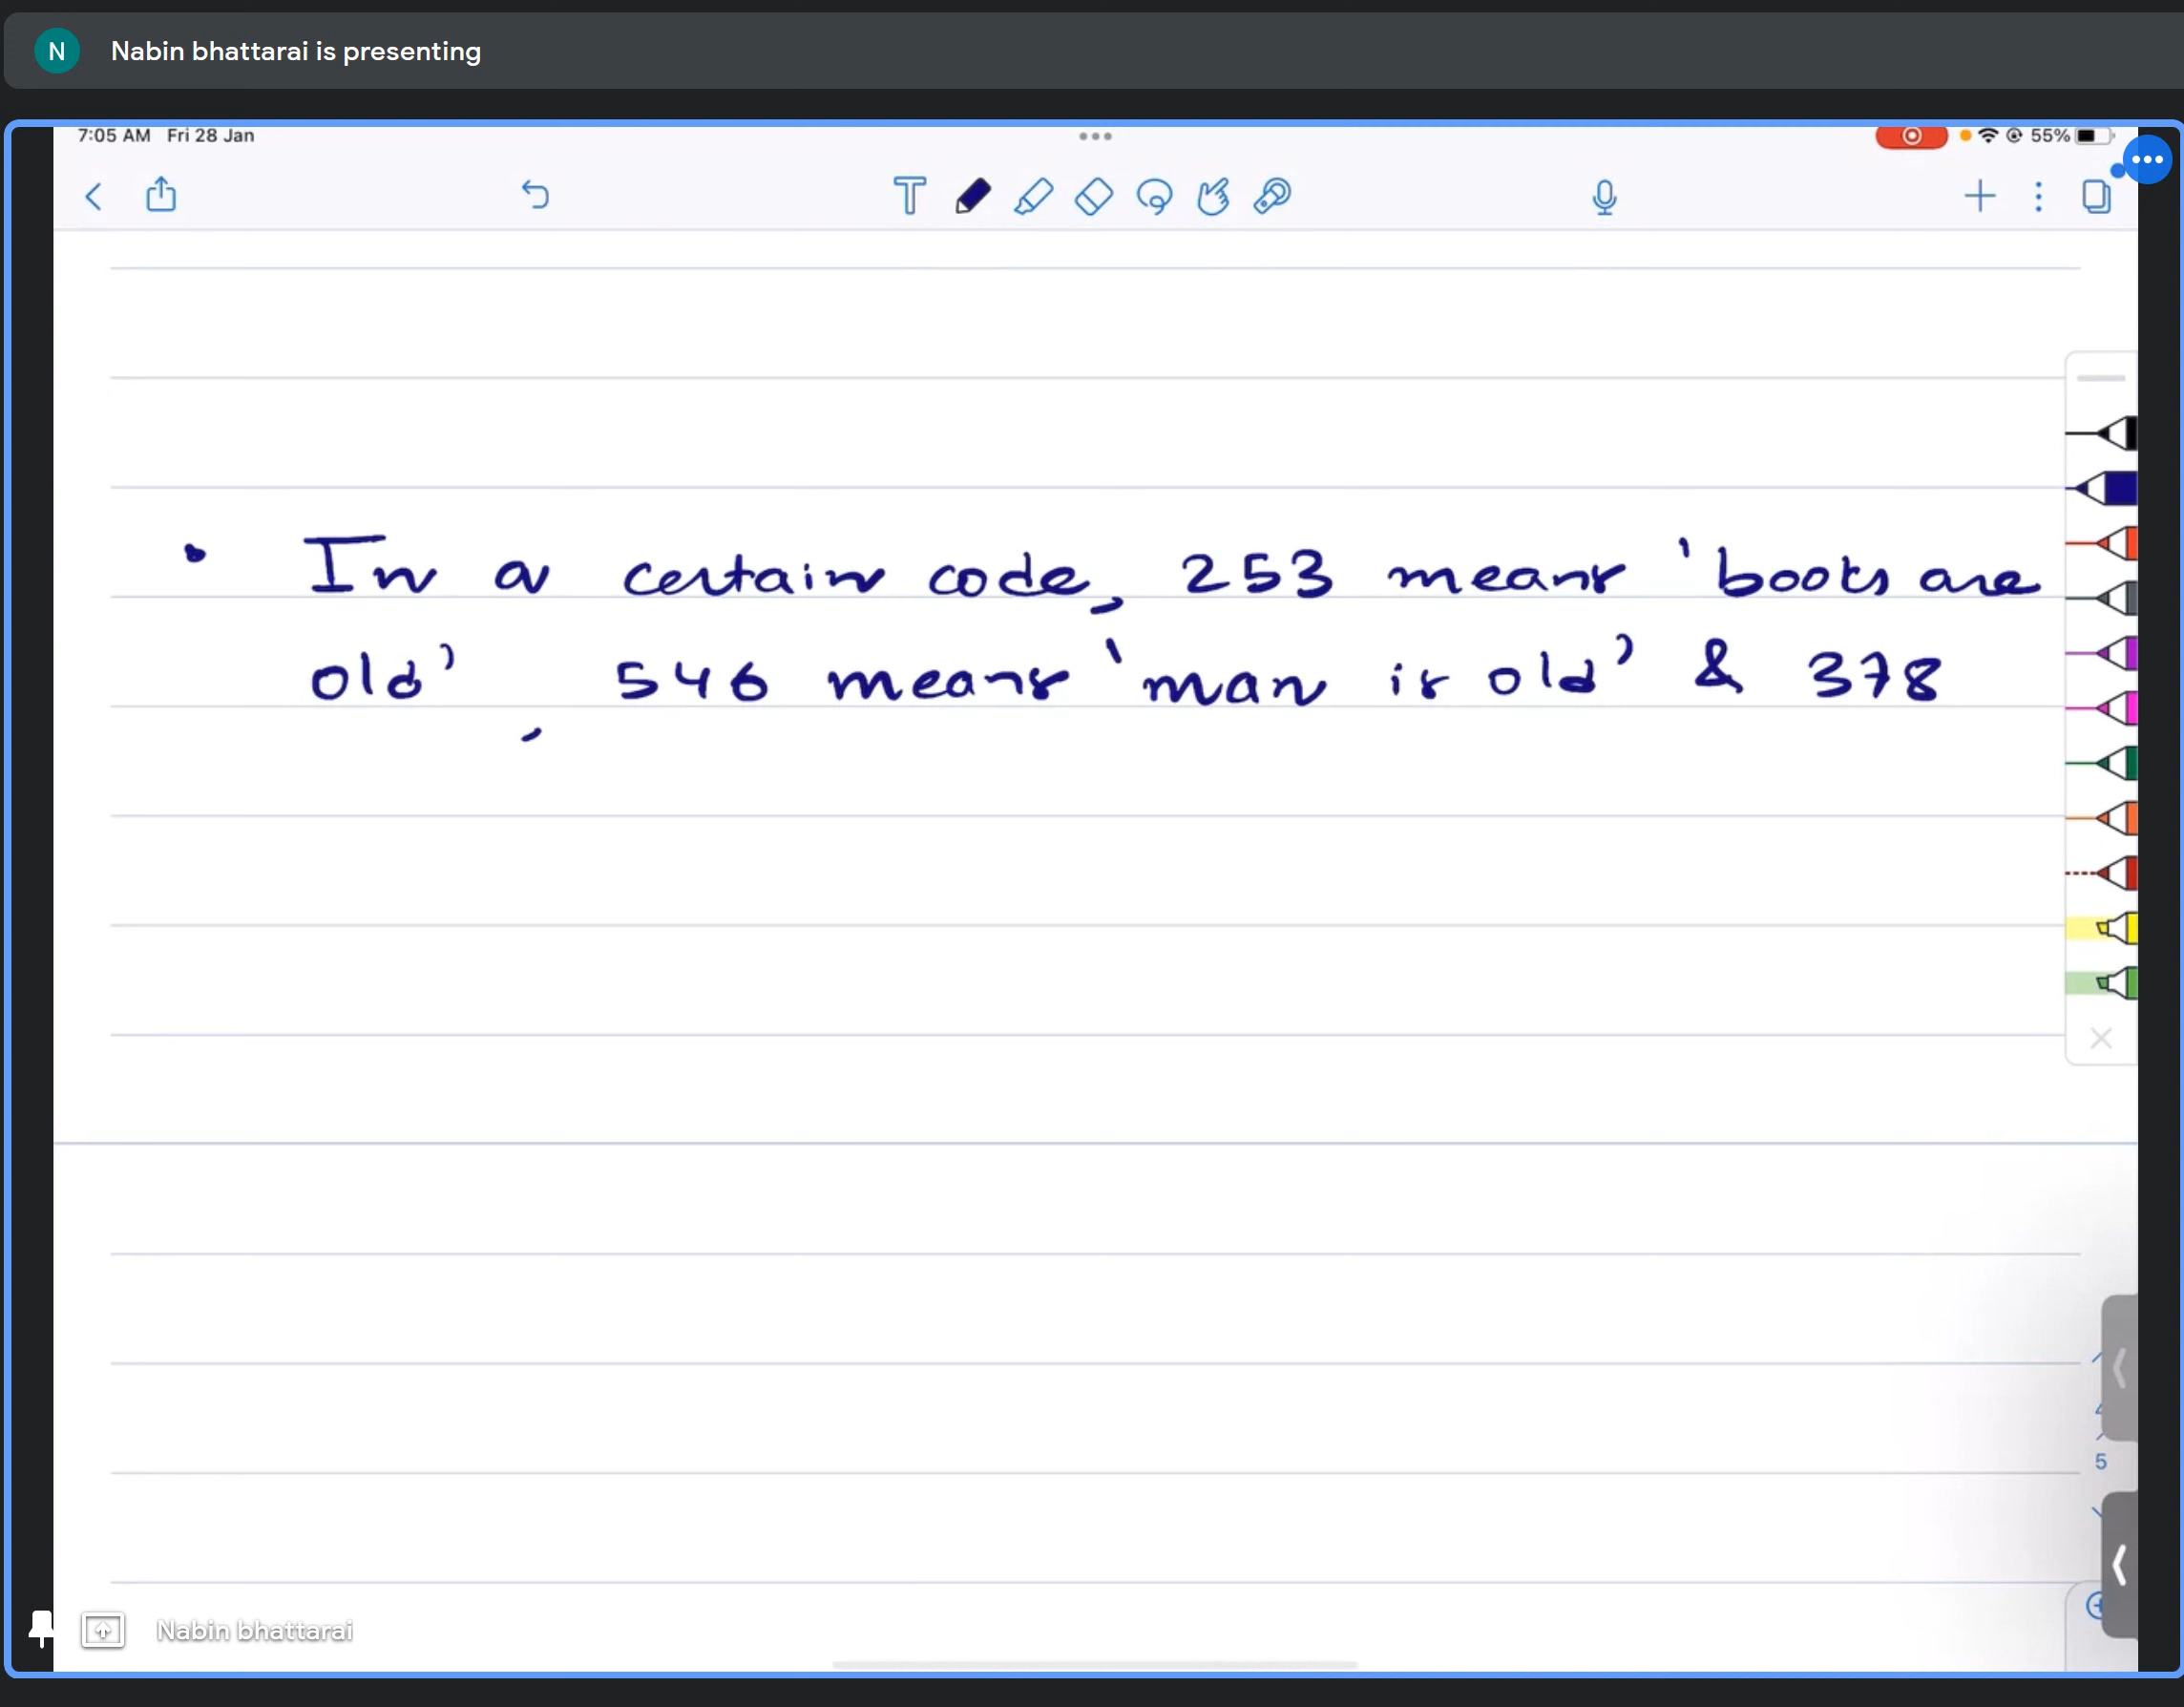 N Nabin bhattarai is presenting
7:05 AM Fri 28 Jan
55%
T
• In a certain code, 253 means 'books are
old', 546 means 'man is old' & 378
5
Nabin bhattarai